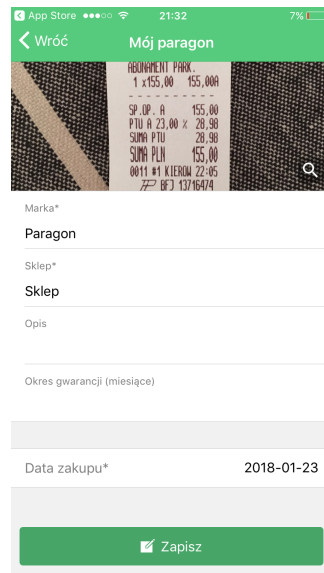 App Store 21:32 7%
Wróć Mój paragon
ABONAMENT PARK.
1 x155,00 155,00A
SP.OP. A 155,00
PTU A 23,00 % 28,98
SUMA PTU 28,98
SUMA PLN 155,00
0011 #1 KIEROW 22:05
BFJ 13716474
Marka*
Paragon
Sklep*
Sklep
Opis
Okres gwarancji (miesiące)
Data zakupu* 2018-01-23
Zapisz